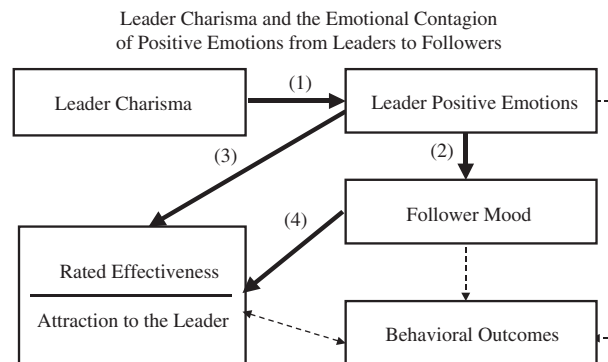 Leader Charisma and the Emotional Contagion
of Positive Emotions from Leaders to Followers
(1)
Leader Charisma
Leader Positive Emotions
(3)
(2)
(4)
Follower Mood
Rated Effectiveness
Attraction to the Leader
Behavioral Outcomes